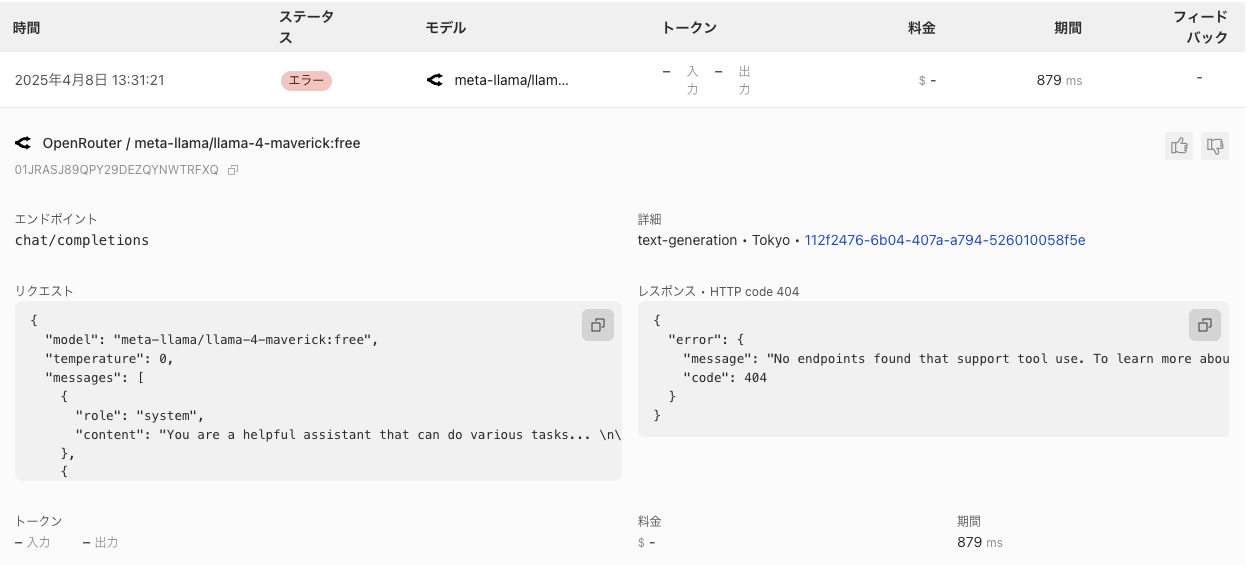 時間
ステータス
モデル
トークン
料金
期間
フィードバック
2025年4月8日 13:31:21
エラー
meta-llama/llam...
– 入力 – 出力
$ -
879 ms
-
OpenRouter / meta-llama/llama-4-maverick:free
01JRASJ89QPY29DEZQYNWTRFXQ
エンドポイント
chat/completions
詳細
text-generation • Tokyo • 112f2476-6b04-407a-a794-526010058f5e
リクエスト
{
"model": "meta-llama/llama-4-maverick:free",
"temperature": 0,
"messages": [
{
"role": "system",
"content": "You are a helpful assistant that can do various tasks... \n\
},
{
レスポンス • HTTP code 404
{
"error": {
"message": "No endpoints found that support tool use. To learn more abou
"code": 404
}
}
トークン
– 入力 – 出力
料金
$ -
期間
879 ms